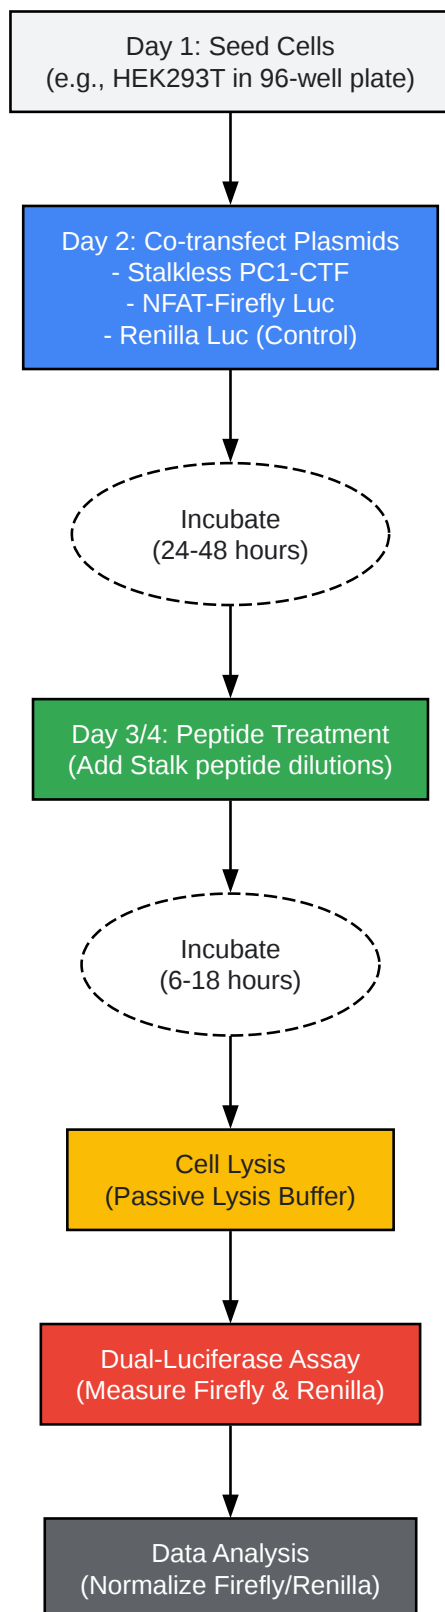 Day 1: Seed Cells
(e.g., HEK293T in 96-well plate)
Day 2: Co-transfect Plasmids
- Stalkless PC1-CTF
- NFAT-Firefly Luc
- Renilla Luc (Control)
Incubate
(24-48 hours)
Day 3/4: Peptide Treatment
(Add Stalk peptide dilutions)
Incubate
(6-18 hours)
Cell Lysis
(Passive Lysis Buffer)
Dual-Luciferase Assay
(Measure Firefly & Renilla)
Data Analysis
(Normalize Firefly/Renilla)